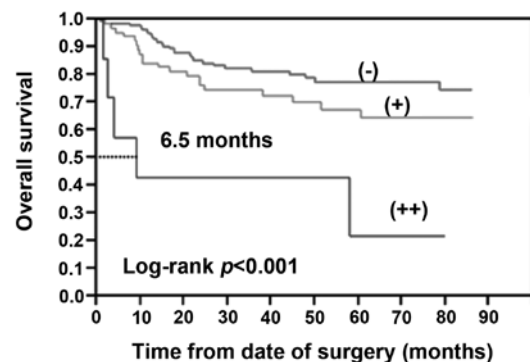 Overall survival
1.0
0.9
0.8
0.7
0.6
0.5
0.4
0.3
0.2
0.1
0.0
(-)
(+)
6.5 months
(++)
Log-rank p<0.001
0 10 20 30 40 50 60 70 80 90
Time from date of surgery (months)